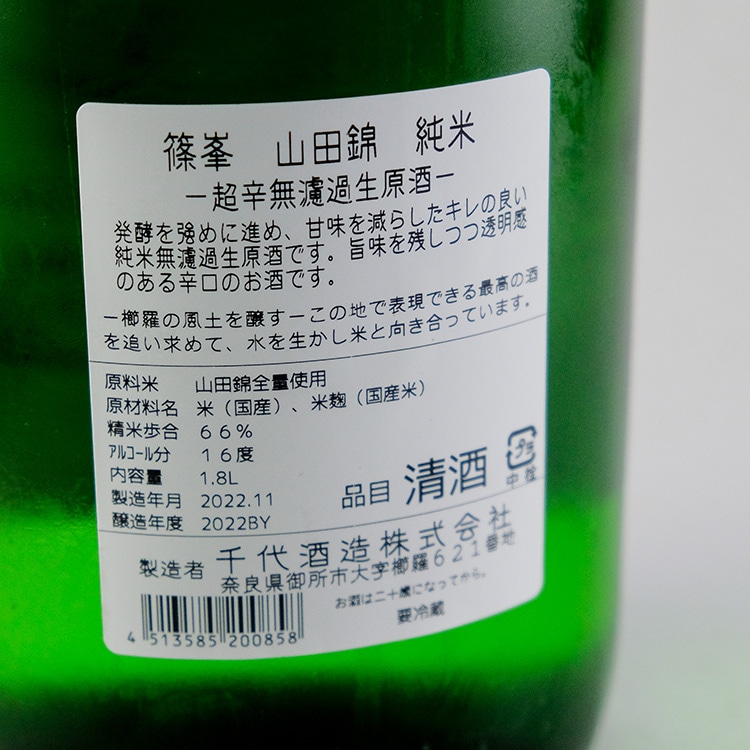 篠峯　山田錦　純米
－超辛無濾過生原酒－
発酵を強めに進め、甘味を減らしたキレの良い
純米無濾過生原酒です。旨味を残しつつ透明感
のある辛口のお酒です。
－櫛羅の風土を醸す－この地で表現できる最高の酒
を追い求めて、水を生かし米と向き合っています。
原料米　山田錦全量使用
原材料名　米（国産）、米麹（国産米）
精米歩合　６６％
アルコール分　１６度
内容量　1.8L
製造年月　2022.11
醸造年度　2022BY
品目 清酒
プラ
中栓
製造者 千代酒造株式会社
奈良県御所市大字櫛羅６２１番地
お酒は二十歳になってから。
要冷蔵
4 513585 200858